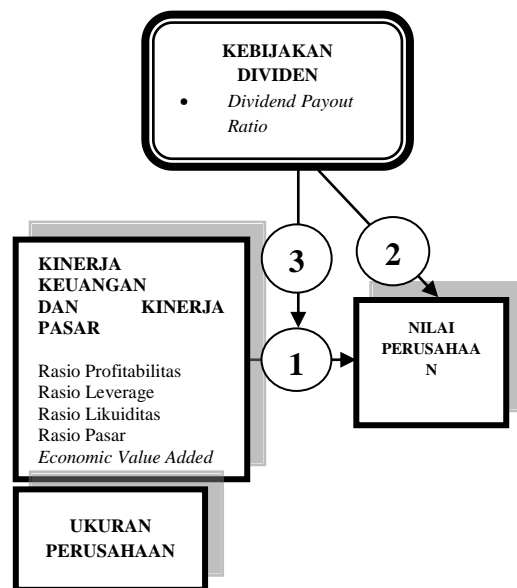 KEBIJAKAN
DIVIDEN
• Dividend Payout
Ratio
3
2
KINERJA
KEUANGAN
DAN KINERJA
PASAR
Rasio Profitabilitas
Rasio Leverage
Rasio Likuiditas
Rasio Pasar
Economic Value Added
1
NILAI
PERUSAHAA
N
UKURAN
PERUSAHAAN